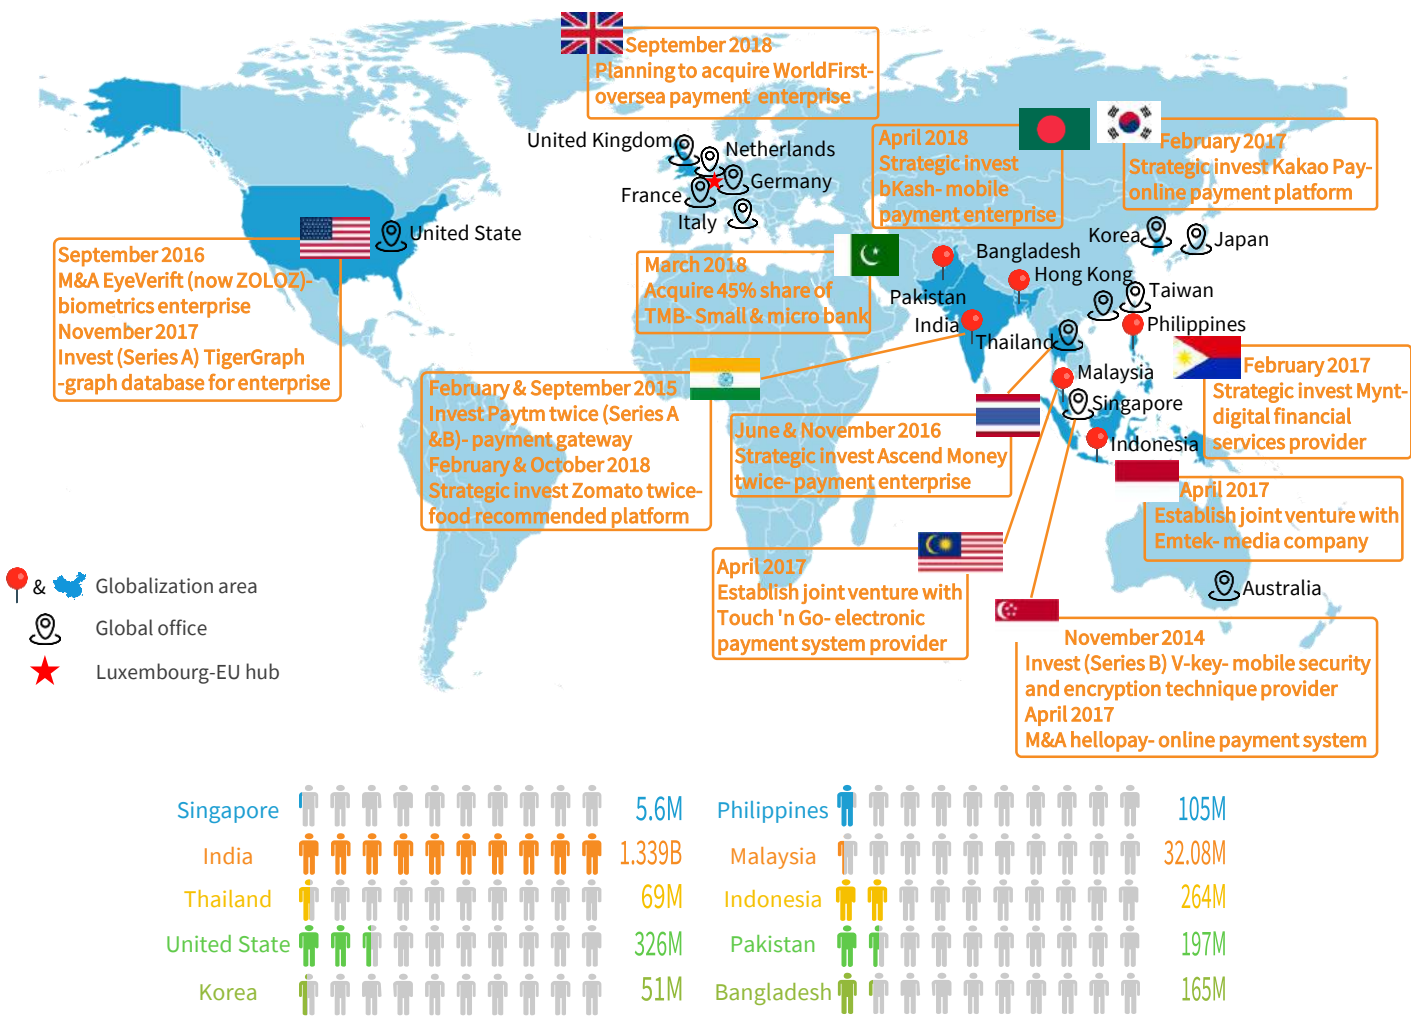 September 2018
Planning to acquire WorldFirst-
oversea payment enterprise
United Kingdom
Netherlands
Germany
France
Italy
April 2018
Strategic invest
bKash- mobile
payment enterprise
February 2017
Strategic invest Kakao Pay-
online payment platform
United State
September 2016
M&A EyeVerift (now ZOLOZ)-
biometrics enterprise
November 2017
Invest (Series A) TigerGraph
-graph database for enterprise
March 2018
Acquire 45% share of
TMB- Small & micro bank
Korea
Japan
Bangladesh
Hong Kong
Taiwan
Pakistan
India
Philippines
Thailand
Malaysia
Singapore
Indonesia
February & September 2015
Invest Paytm twice (Series A
&B)- payment gateway
February & October 2018
Strategic invest Zomato twice-
food recommended platform
June & November 2016
Strategic invest Ascend Money
twice- payment enterprise
February 2017
Strategic invest Mynt-
digital financial
services provider
April 2017
Establish joint venture with
Emtek- media company
April 2017
Establish joint venture with
Touch 'n Go- electronic
payment system provider
Australia
November 2014
Invest (Series B) V-key- mobile security
and encryption technique provider
April 2017
M&A hellopay- online payment system
& Globalization area
Global office
Luxembourg-EU hub
Singapore 5.6M
India 1.339B
Thailand 69M
United State 326M
Korea 51M
Philippines 105M
Malaysia 32.08M
Indonesia 264M
Pakistan 197M
Bangladesh 165M